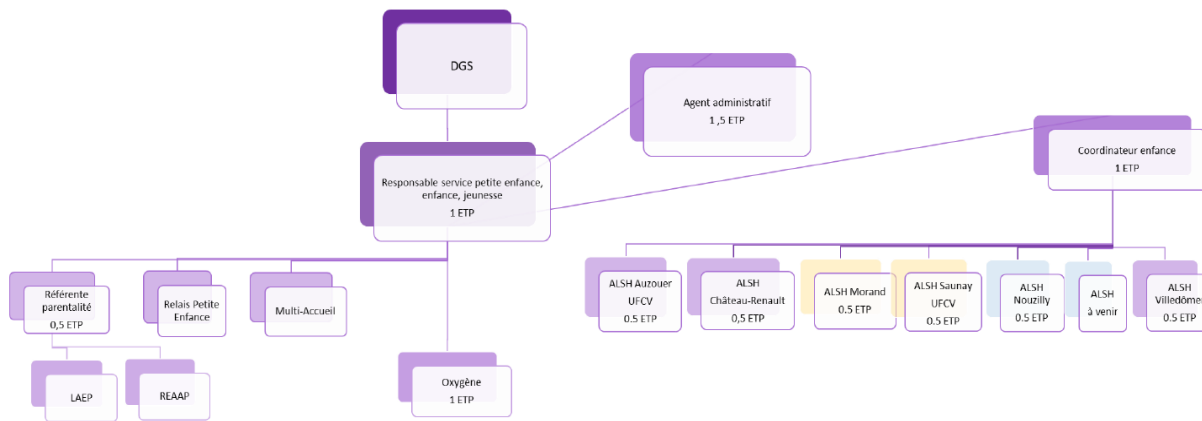 DGS
Agent administratif
1 ,5 ETP
Responsable service petite enfance,
enfance, jeunesse
1 ETP
Coordinateur enfance
1 ETP
Référente
parentalité
0,5 ETP
Relais Petite
Enfance
Multi-Accueil
LAEP
REAAP
Oxygène
1 ETP
ALSH Auzouer
UFCV
0.5 ETP
ALSH
Château-Renault
0,5 ETP
ALSH Morand
0.5 ETP
ALSH Saunay
UFCV
0.5 ETP
ALSH
Nouzilly
0.5 ETP
ALSH
à venir
ALSH
Villedômer
0.5 ETP